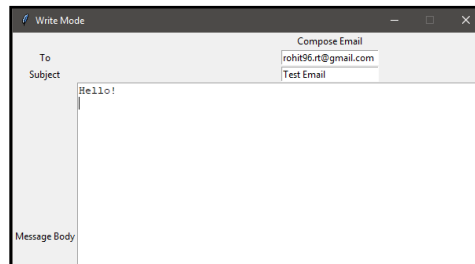 Write Mode
Compose Email
To rohit96.rt@gmail.com
Subject Test Email
Hello!
Message Body